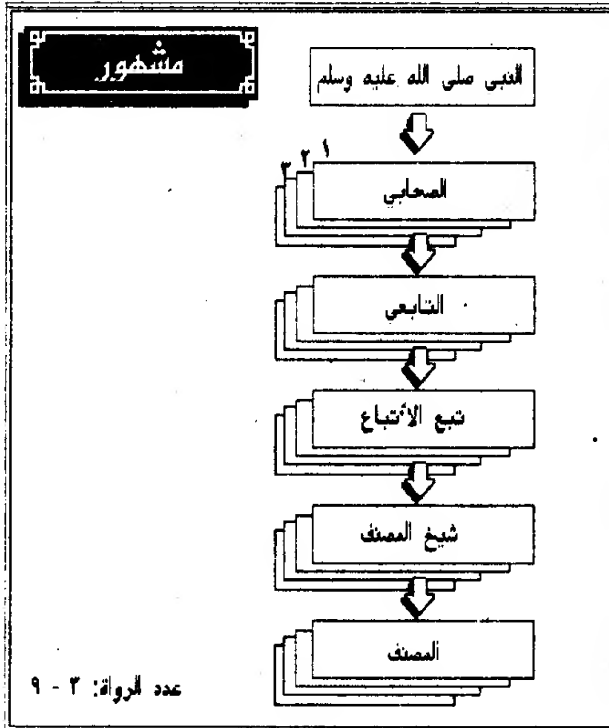 مشهور
النبى صلى الله عليه وسلم
١ ٢ ٣
الصحابي
التابعي
تبع الأتباع
شيخ المصنف
المصنف
عدد الرواة: ٣ - ٩